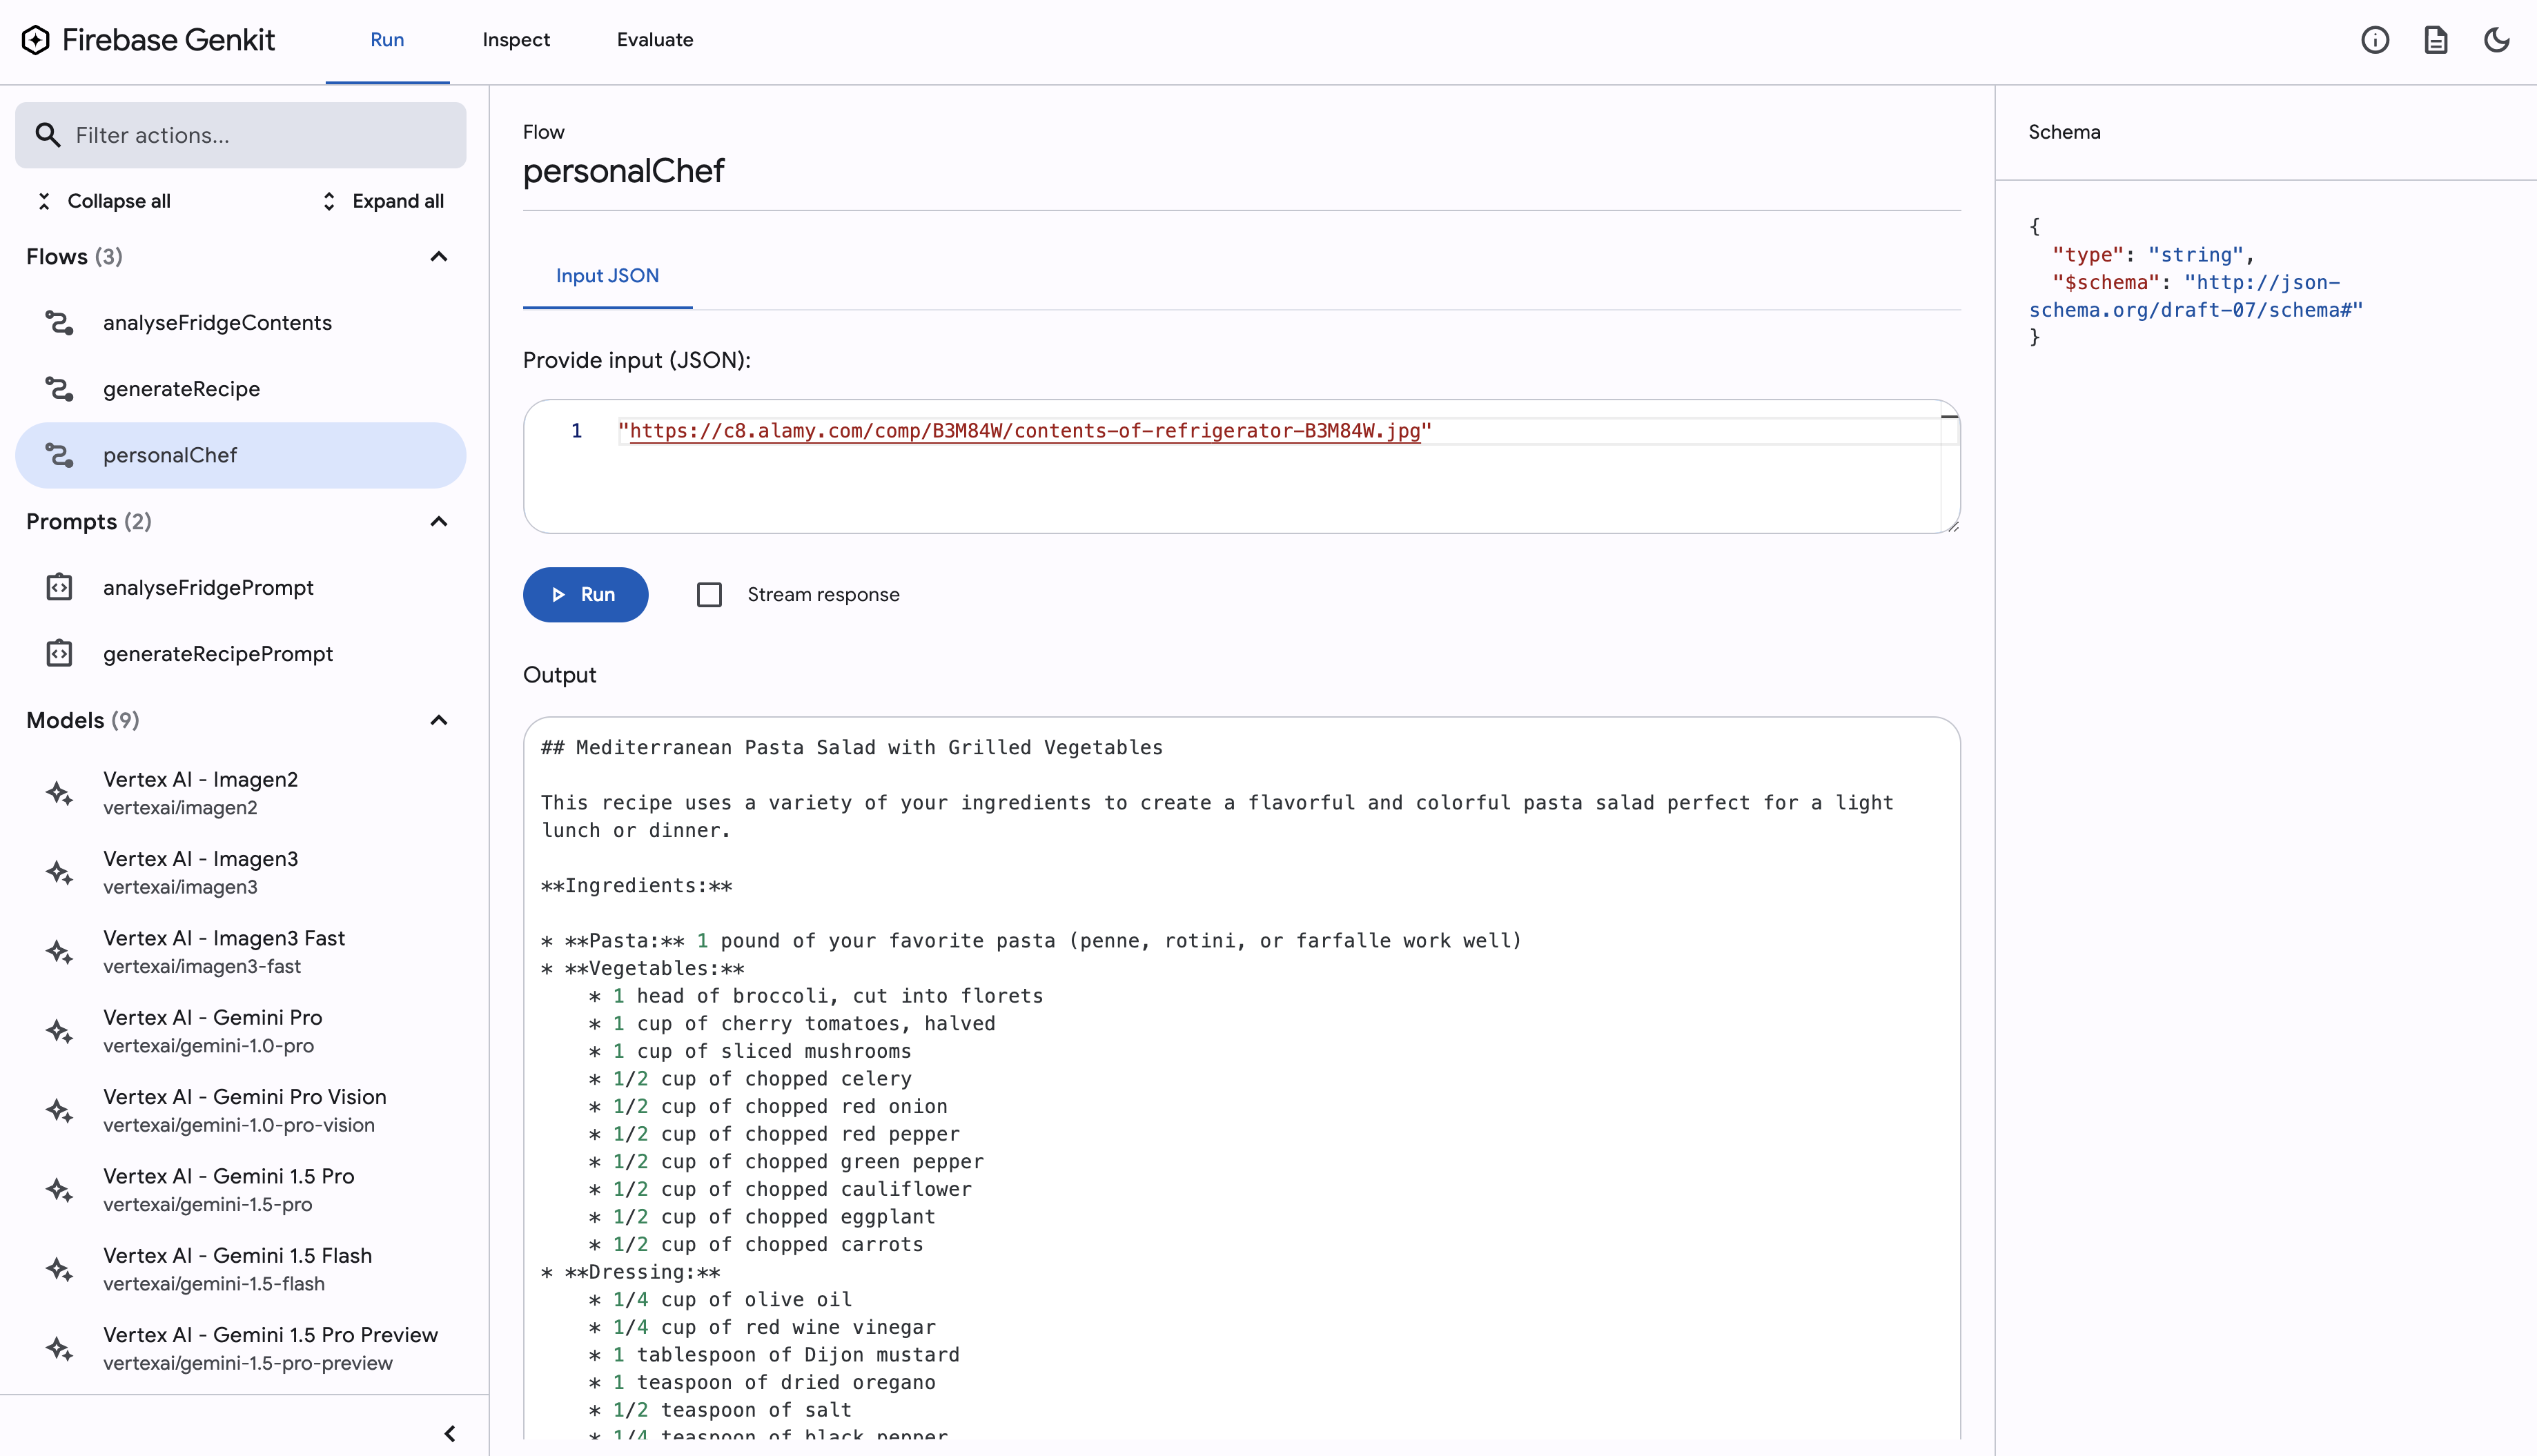 Firebase Genkit
Run
Inspect
Evaluate
Filter actions...
Collapse all
Expand all
Flows (3)
analyseFridgeContents
generateRecipe
personalChef
Prompts (2)
analyseFridgePrompt
generateRecipePrompt
Models (9)
Vertex AI - Imagen2
vertexai/imagen2
Vertex AI - Imagen3
vertexai/imagen3
Vertex AI - Imagen3 Fast
vertexai/imagen3-fast
Vertex AI - Gemini Pro
vertexai/gemini-1.0-pro
Vertex AI - Gemini Pro Vision
vertexai/gemini-1.0-pro-vision
Vertex AI - Gemini 1.5 Pro
vertexai/gemini-1.5-pro
Vertex AI - Gemini 1.5 Flash
vertexai/gemini-1.5-flash
Vertex AI - Gemini 1.5 Pro Preview
vertexai/gemini-1.5-pro-preview
Flow
personalChef
Input JSON
Provide input (JSON):
1 "https://c8.alamy.com/comp/B3M84W/contents-of-refrigerator-B3M84W.jpg"
Run
Stream response
Output
## Mediterranean Pasta Salad with Grilled Vegetables
This recipe uses a variety of your ingredients to create a flavorful and colorful pasta salad perfect for a light
lunch or dinner.
**Ingredients:**
* **Pasta:** 1 pound of your favorite pasta (penne, rotini, or farfalle work well)
* **Vegetables:**
* 1 head of broccoli, cut into florets
* 1 cup of cherry tomatoes, halved
* 1 cup of sliced mushrooms
* 1/2 cup of chopped celery
* 1/2 cup of chopped red onion
* 1/2 cup of chopped red pepper
* 1/2 cup of chopped green pepper
* 1/2 cup of chopped cauliflower
* 1/2 cup of chopped eggplant
* 1/2 cup of chopped carrots
* **Dressing:**
* 1/4 cup of olive oil
* 1/4 cup of red wine vinegar
* 1 tablespoon of Dijon mustard
* 1 teaspoon of dried oregano
* 1/2 teaspoon of salt
* 1/4 teaspoon of black pepper
Schema
{
"type": "string",
"$schema": "http://json-
schema.org/draft-07/schema#"
}